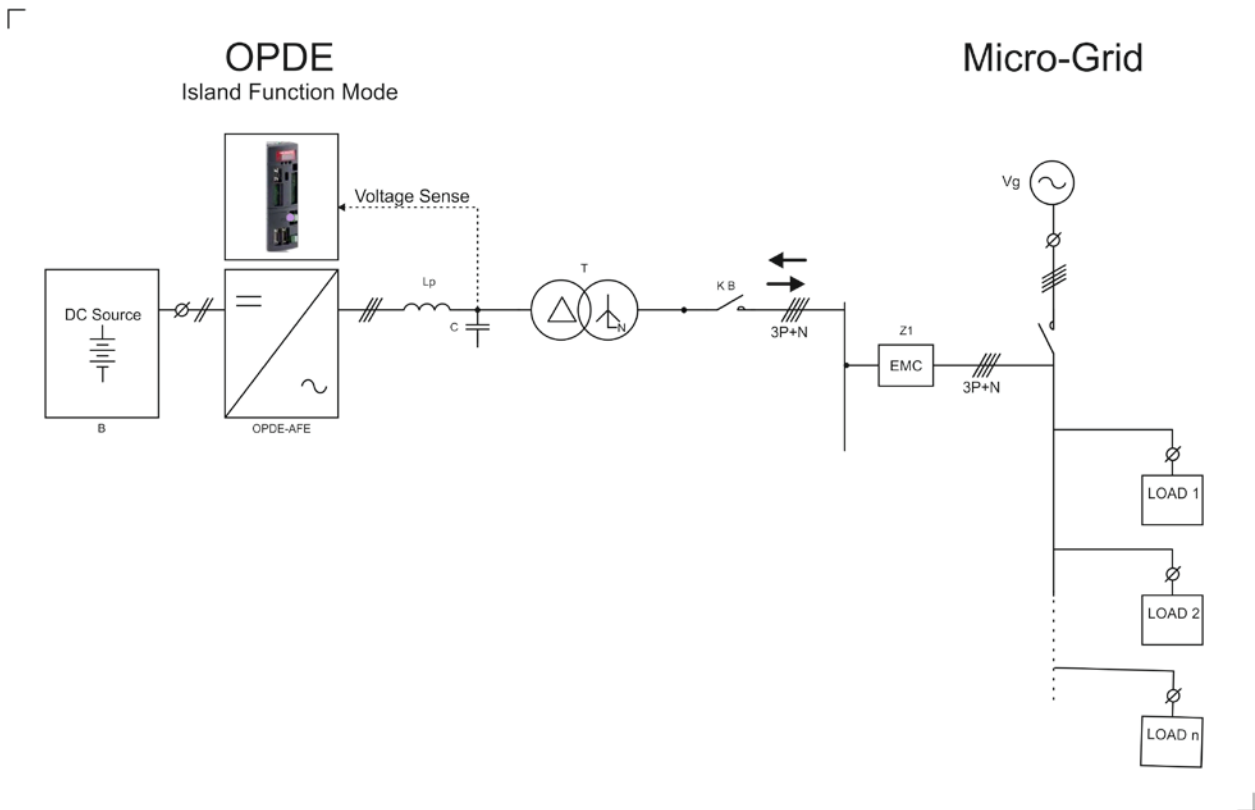 OPDE
Island Function Mode
Micro-Grid
Voltage Sense
Vg
DC Source
B
OPDE-AFE
Lp
C
T
N
K B
3P+N
Z1
EMC
3P+N
LOAD 1
LOAD 2
LOAD n